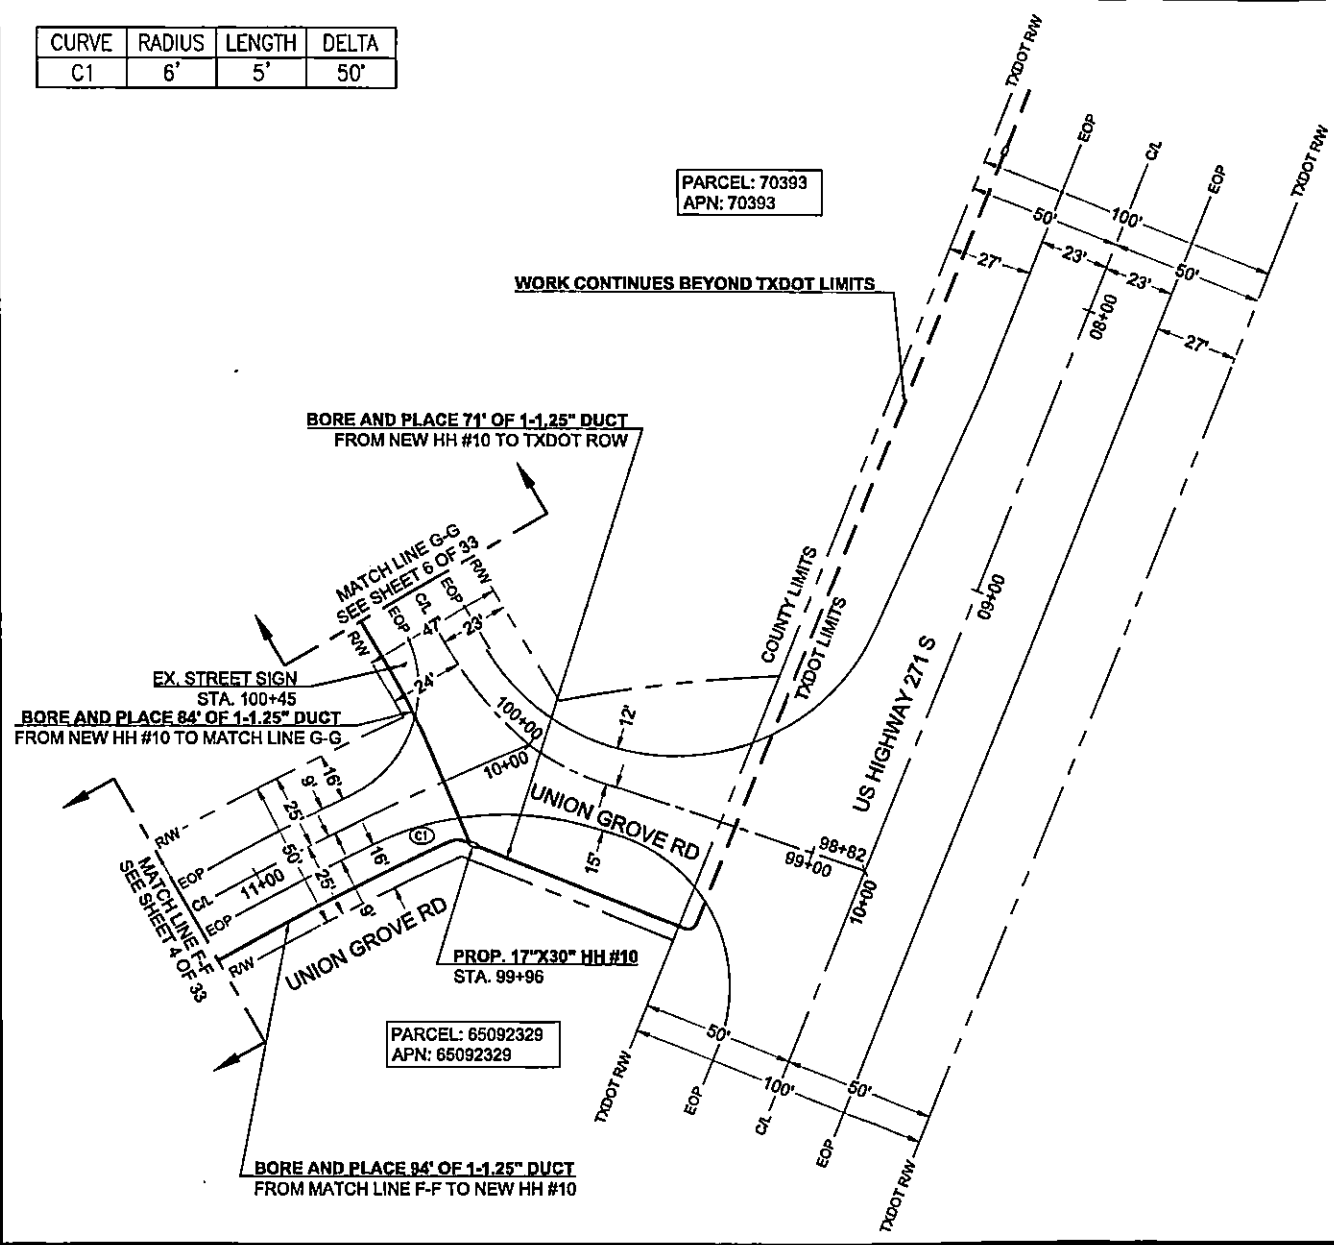 CURVE RADIUS LENGTH DELTA
C1 6' 5' 50°
TXDOT R/W
EOP
C/L
EOP
TXDOT R/W
PARCEL: 70393
APN: 70393
100'
50'
27'
23'
23'
50'
27'
WORK CONTINUES BEYOND TXDOT LIMITS
08+00
BORE AND PLACE 71' OF 1-1.25" DUCT
FROM NEW HH #10 TO TXDOT ROW
MATCH LINE G-G
SEE SHEET 6 OF 33
R/W
EOP
C/L
EOP
R/W
47'
23'
24'
COUNTY LIMITS
TXDOT LIMITS
09+00
US HIGHWAY 271 S
EX. STREET SIGN
STA. 100+45
BORE AND PLACE 84' OF 1-1.25" DUCT
FROM NEW HH #10 TO MATCH LINE G-G
100+00
10+00
12'
UNION GROVE RD
15'
98+82
99+00
10+00
16'
9'
25'
50'
25'
16'
9'
C1
R/W
EOP
C/L
11+00
EOP
R/W
MATCH LINE F-F
SEE SHEET 4 OF 33
UNION GROVE RD
PROP. 17"X30" HH #10
STA. 99+96
PARCEL: 65092329
APN: 65092329
50'
100'
50'
TXDOT R/W
EOP
C/L
EOP
TXDOT R/W
BORE AND PLACE 94' OF 1-1.25" DUCT
FROM MATCH LINE F-F TO NEW HH #10